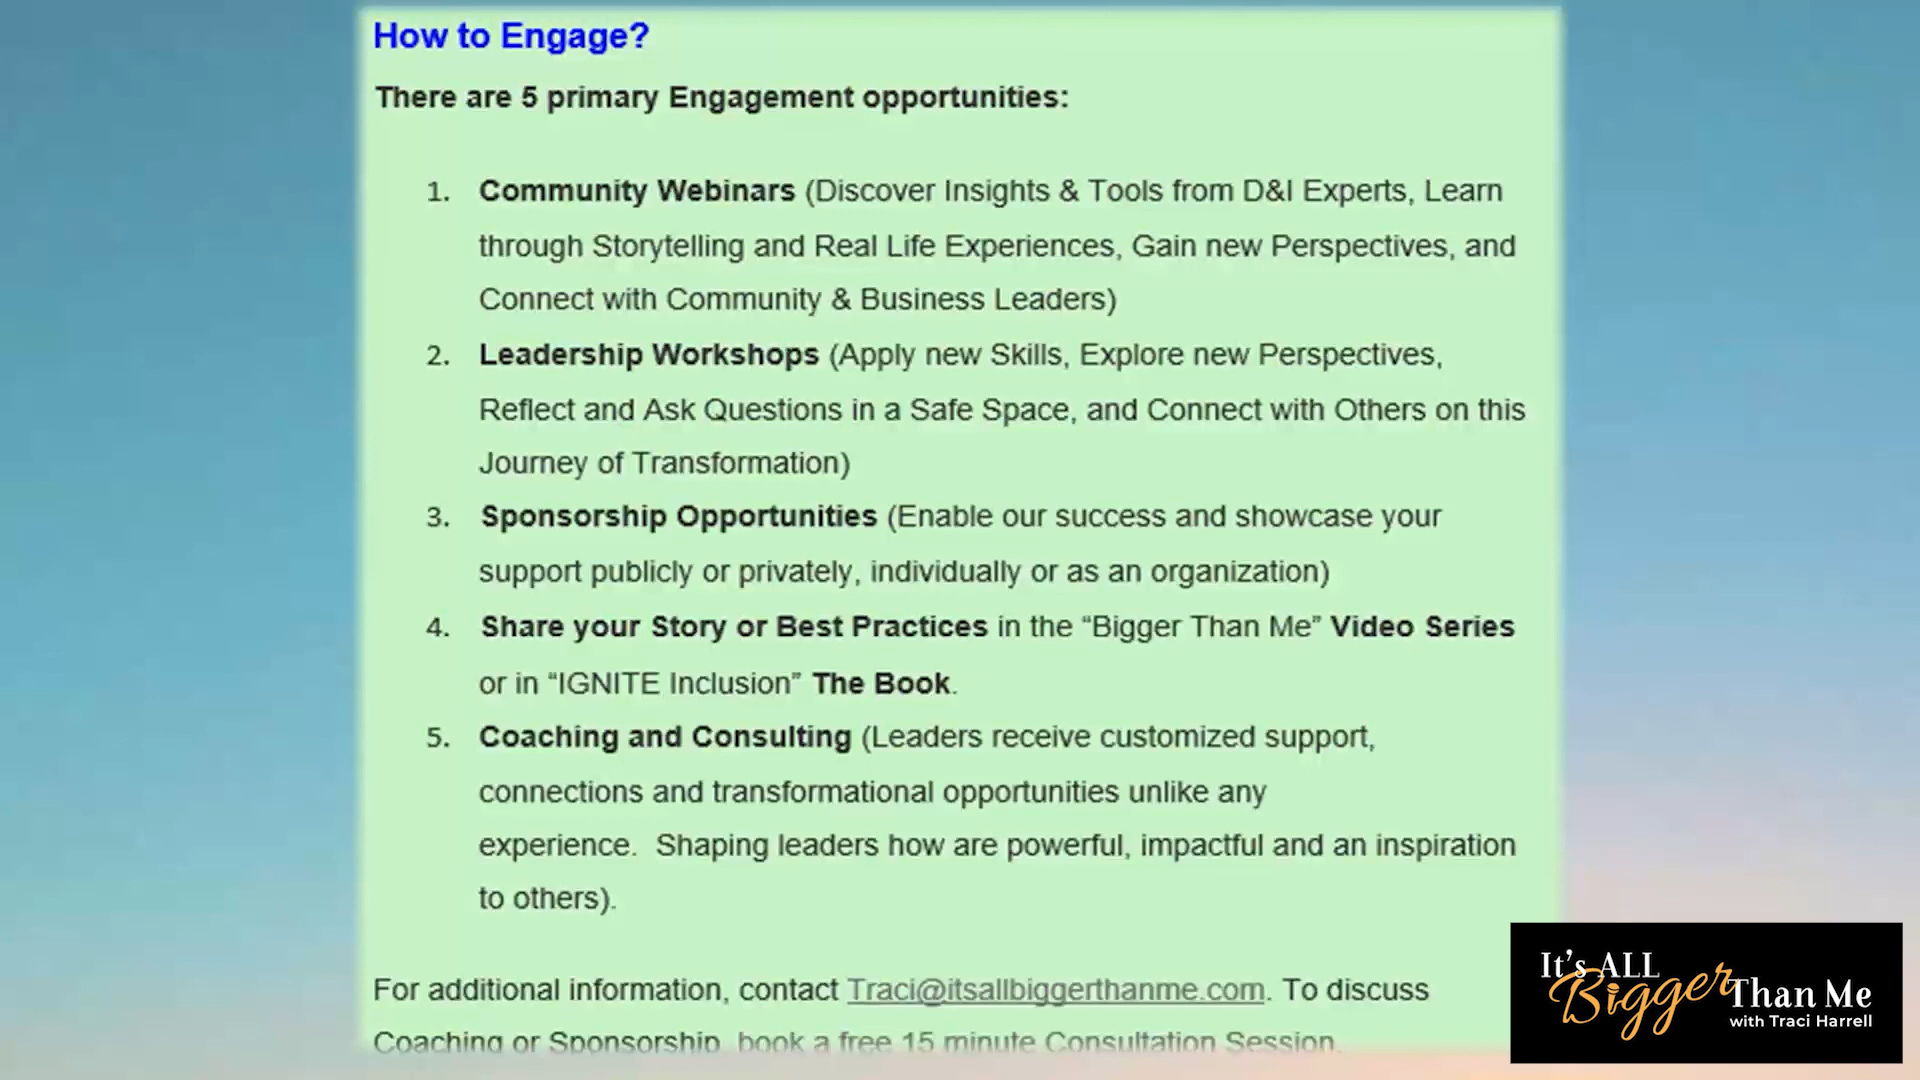 How to Engage?
There are 5 primary Engagement opportunities:
1. Community Webinars (Discover Insights & Tools from D&I Experts, Learn
through Storytelling and Real Life Experiences, Gain new Perspectives, and
Connect with Community & Business Leaders)
2. Leadership Workshops (Apply new Skills, Explore new Perspectives,
Reflect and Ask Questions in a Safe Space, and Connect with Others on this
Journey of Transformation)
3. Sponsorship Opportunities (Enable our success and showcase your
support publicly or privately, individually or as an organization)
4. Share your Story or Best Practices in the “Bigger Than Me” Video Series
or in “IGNITE Inclusion” The Book.
5. Coaching and Consulting (Leaders receive customized support,
connections and transformational opportunities unlike any
experience.  Shaping leaders how are powerful, impactful and an inspiration
to others).
For additional information, contact Traci@itsallbiggerthanme.com. To discuss
Coaching or Sponsorship, book a free 15 minute Consultation Session.
It's ALL
Bigger Than Me
with Traci Harrell